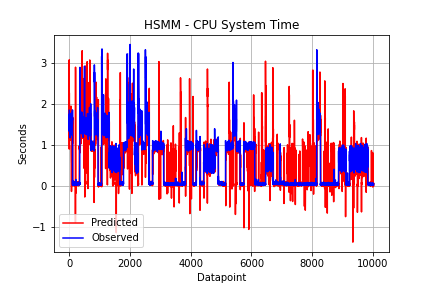 HSMM - CPU System Time
Seconds
3
2
1
0
−1
Predicted
Observed
0
2000
4000
6000
8000
10000
Datapoint